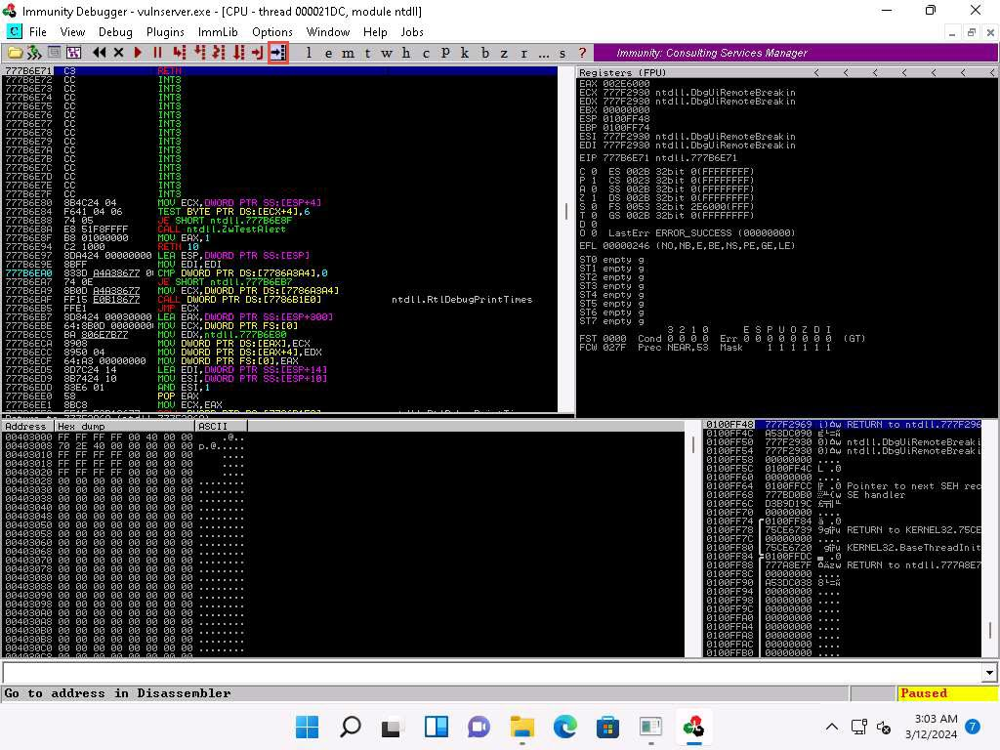 Immunity Debugger - vulnserver.exe - [CPU - thread 000021DC, module ntdll]
C File View Debug Plugins ImmLib Options Window Help Jobs
l e m t w h c p k b z r ... s ? Immunity: Consulting Services Manager
777B6E71 C3 RETN
777B6E72 CC INT3
777B6E73 CC INT3
777B6E74 CC INT3
777B6E75 CC INT3
777B6E76 CC INT3
777B6E77 CC INT3
777B6E78 CC INT3
777B6E79 CC INT3
777B6E7A CC INT3
777B6E7B CC INT3
777B6E7C CC INT3
777B6E7D CC INT3
777B6E7E CC INT3
777B6E7F CC INT3
777B6E80 8B4C24 04 MOV ECX,DWORD PTR SS:[ESP+4]
777B6E84 F641 04 06 TEST BYTE PTR DS:[ECX+4],6
777B6E88 74 05 JE SHORT ntdll.777B6E8F
777B6E8A E8 51F8FFFF CALL ntdll.ZwTestAlert
777B6E8F B8 01000000 MOV EAX,1
777B6E94 C2 1000 RETN 10
777B6E97 8DA424 00000000 LEA ESP,DWORD PTR SS:[ESP]
777B6E9E 8BFF MOV EDI,EDI
777B6EA0 833D A4A38677 0 CMP DWORD PTR DS:[7786A3A4],0
777B6EA7 74 0E JE SHORT ntdll.777B6EB7
777B6EA9 8B0D A4A38677 MOV ECX,DWORD PTR DS:[7786A3A4]
777B6EAF FF15 E0B18677 CALL DWORD PTR DS:[7786B1E0] ntdll.RtlDebugPrintTimes
777B6EB5 FFE1 JMP ECX
777B6EB7 8D8424 00030000 LEA EAX,DWORD PTR SS:[ESP+300]
777B6EBE 64:8B0D 0000000 MOV ECX,DWORD PTR FS:[0]
777B6EC5 BA 806E7B77 MOV EDX,ntdll.777B6E80
777B6ECA 8908 MOV DWORD PTR DS:[EAX],ECX
777B6ECC 8950 04 MOV DWORD PTR DS:[EAX+4],EDX
777B6ECF 64:A3 00000000 MOV DWORD PTR FS:[0],EAX
777B6ED5 8D7C24 14 LEA EDI,DWORD PTR SS:[ESP+14]
777B6ED9 8B7424 10 MOV ESI,DWORD PTR SS:[ESP+10]
777B6EDD 83E6 01 AND ESI,1
777B6EE0 58 POP EAX
777B6EE1 8BC8 MOV ECX,EAX
Registers (FPU) < < < < < < <
EAX 002E6000
ECX 777F2930 ntdll.DbgUiRemoteBreakin
EDX 777F2930 ntdll.DbgUiRemoteBreakin
EBX 00000000
ESP 0100FF48
EBP 0100FF74
ESI 777F2930 ntdll.DbgUiRemoteBreakin
EDI 777F2930 ntdll.DbgUiRemoteBreakin
EIP 777B6E71 ntdll.777B6E71
C 0 ES 002B 32bit 0(FFFFFFFF)
P 1 CS 0023 32bit 0(FFFFFFFF)
A 0 SS 002B 32bit 0(FFFFFFFF)
Z 1 DS 002B 32bit 0(FFFFFFFF)
S 0 FS 0053 32bit 2E6000(FFF)
T 0 GS 002B 32bit 0(FFFFFFFF)
D 0
O 0 LastErr ERROR_SUCCESS (00000000)
EFL 00000246 (NO,NB,E,BE,NS,PE,GE,LE)
ST0 empty g
ST1 empty g
ST2 empty g
ST3 empty g
ST4 empty g
ST5 empty g
ST6 empty g
ST7 empty g
3 2 1 0 E S P U O Z D I
FST 0000 Cond 0 0 0 0 Err 0 0 0 0 0 0 0 0 (GT)
FCW 027F Prec NEAR,53 Mask 1 1 1 1 1 1
Address Hex dump ASCII
00403000 FF FF FF FF 00 40 00 00 .@..
00403008 70 2E 40 00 00 00 00 00 p.@.....
00403010 FF FF FF FF 00 00 00 00 ....
00403018 FF FF FF FF 00 00 00 00 ....
00403020 FF FF FF FF 00 00 00 00 ....
00403028 00 00 00 00 00 00 00 00 ........
00403030 00 00 00 00 00 00 00 00 ........
00403038 00 00 00 00 00 00 00 00 ........
00403040 00 00 00 00 00 00 00 00 ........
00403048 00 00 00 00 00 00 00 00 ........
00403050 00 00 00 00 00 00 00 00 ........
00403058 00 00 00 00 00 00 00 00 ........
00403060 00 00 00 00 00 00 00 00 ........
00403068 00 00 00 00 00 00 00 00 ........
00403070 00 00 00 00 00 00 00 00 ........
00403078 00 00 00 00 00 00 00 00 ........
00403080 00 00 00 00 00 00 00 00 ........
00403088 00 00 00 00 00 00 00 00 ........
00403090 00 00 00 00 00 00 00 00 ........
00403098 00 00 00 00 00 00 00 00 ........
004030A0 00 00 00 00 00 00 00 00 ........
004030A8 00 00 00 00 00 00 00 00 ........
004030B0 00 00 00 00 00 00 00 00 ........
004030B8 00 00 00 00 00 00 00 00 ........
004030C0 00 00 00 00 00 00 00 00 ........
0100FF48 777F2969 RETURN to ntdll.777F296
0100FF4C A53DC090
0100FF50 777F2930 ntdll.DbgUiRemoteBreaki
0100FF54 777F2930 ntdll.DbgUiRemoteBreaki
0100FF58 00000000 ....
0100FF5C 0100FF4C
0100FF60 00000000 ....
0100FF64 0100FFCC Pointer to next SEH rec
0100FF68 777BD0B0 SE handler
0100FF6C D3B9D19C
0100FF70 00000000 ....
0100FF74 0100FF84
0100FF78 75CE6739 RETURN to KERNEL32.75CE
0100FF7C 00000000 ....
0100FF80 75CE6720 KERNEL32.BaseThreadInit
0100FF84 0100FFDC
0100FF88 777A8E7F RETURN to ntdll.777A8E7
0100FF8C 00000000 ....
0100FF90 A53DC038
0100FF94 00000000 ....
0100FF98 00000000 ....
0100FF9C 00000000 ....
0100FFA0 00000000 ....
0100FFA4 00000000 ....
0100FFA8 00000000 ....
0100FFAC 00000000 ....
0100FFB0 00000000 ....
Go to address in Disassembler Paused
3:03 AM
3/12/2024 7